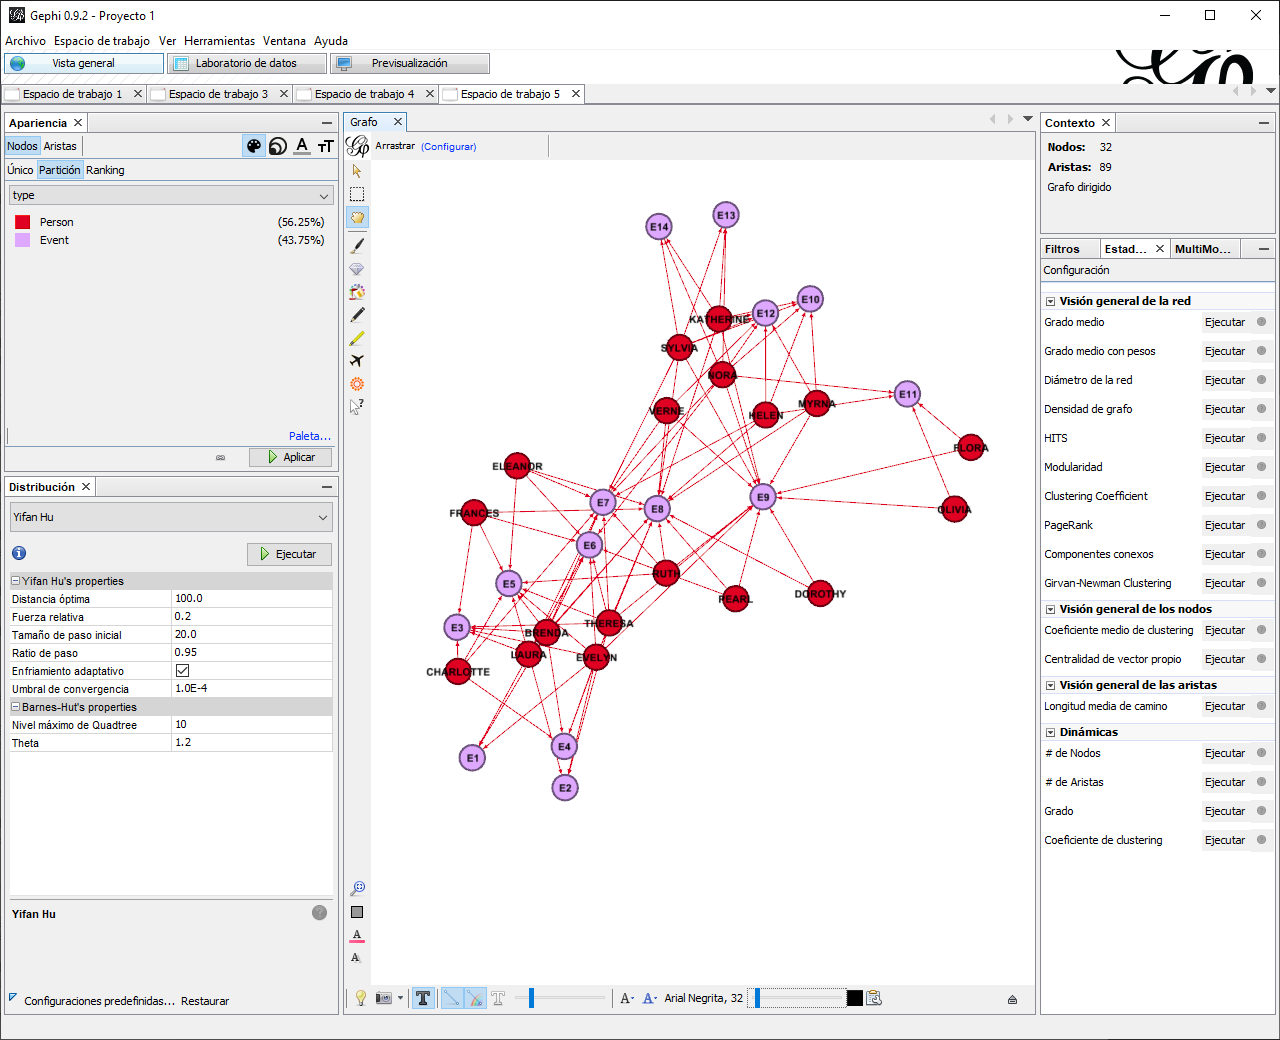 Gephi 0.9.2 - Proyecto 1
Archivo Espacio de trabajo Ver Herramientas Ventana Ayuda
Vista general Laboratorio de datos Previsualización
Espacio de trabajo 1 Espacio de trabajo 3 Espacio de trabajo 4 Espacio de trabajo 5
Apariencia
Nodos Aristas
Único Partición Ranking
type
Person (56.25%)
Event (43.75%)
Paleta...
Aplicar
Distribución
Yifan Hu
Ejecutar
Yifan Hu's properties
Distancia óptima 100.0
Fuerza relativa 0.2
Tamaño de paso inicial 20.0
Ratio de paso 0.95
Enfriamiento adaptativo
Umbral de convergencia 1.0E-4
Barnes-Hut's properties
Nivel máximo de Quadtree 10
Theta 1.2
Yifan Hu
Configuraciones predefinidas... Restaurar
Grafo
Arrastrar (Configurar)
E13
E14
E10
E12
KATHERINE
SYLVIA
NORA
E11
MYRNA
VERNE
HELEN
FLORA
ELEANOR
E9
E7
E8
OLIVIA
FRANCES
E6
RUTH
E5
DOROTHY
PEARL
THERESA
E3
BRENDA
LAURA
EVELYN
CHARLOTTE
E4
E1
E2
A A Arial Negrita, 32
Contexto
Nodos: 32
Aristas: 89
Grafo dirigido
Filtros Estad... MultiMo...
Configuración
Visión general de la red
Grado medio Ejecutar
Grado medio con pesos Ejecutar
Diámetro de la red Ejecutar
Densidad de grafo Ejecutar
HITS Ejecutar
Modularidad Ejecutar
Clustering Coefficient Ejecutar
PageRank Ejecutar
Componentes conexos Ejecutar
Girvan-Newman Clustering Ejecutar
Visión general de los nodos
Coeficiente medio de clustering Ejecutar
Centralidad de vector propio Ejecutar
Visión general de las aristas
Longitud media de camino Ejecutar
Dinámicas
# de Nodos Ejecutar
# de Aristas Ejecutar
Grado Ejecutar
Coeficiente de clustering Ejecutar